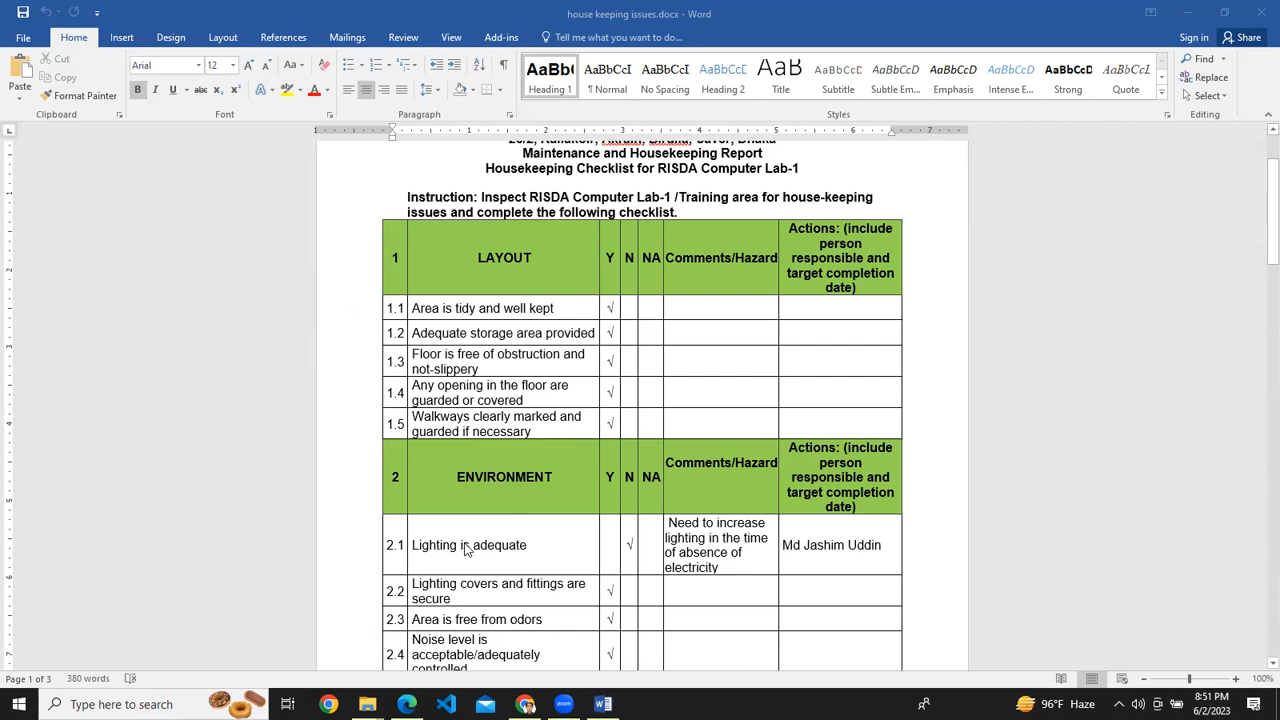 house keeping issues.docx - Word
File Home Insert Design Layout References Mailings Review View Add-ins Tell me what you want to do... Sign in Share
Paste
Cut
Copy
Format Painter
Clipboard
Arial 12
Font
Paragraph
AaBb( AaBbCcI AaBbCcI AaBbCcD AaB AaBbCcD AaBbCcD AaBbCcD AaBbCcD AaBbCcI AaBbCcD
Heading 1 ¶ Normal No Spacing Heading 2 Title Subtitle Subtle Em... Emphasis Intense E... Strong Quote
Styles
Find
Replace
Select
Editing
Maintenance and Housekeeping Report
Housekeeping Checklist for RISDA Computer Lab-1
Instruction: Inspect RISDA Computer Lab-1 /Training area for house-keeping
issues and complete the following checklist.
1 LAYOUT Y N NA Comments/Hazard Actions: (include
person
responsible and
target completion
date)
1.1 Area is tidy and well kept √
1.2 Adequate storage area provided √
1.3 Floor is free of obstruction and
not-slippery √
1.4 Any opening in the floor are
guarded or covered √
1.5 Walkways clearly marked and
guarded if necessary √
2 ENVIRONMENT Y N NA Comments/Hazard Actions: (include
person
responsible and
target completion
date)
2.1 Lighting is adequate √ Need to increase
lighting in the time
of absence of
electricity
Md Jashim Uddin
2.2 Lighting covers and fittings are
secure √
2.3 Area is free from odors √
2.4 Noise level is
acceptable/adequately
controlled √
Page 1 of 3 380 words 100%
Type here to search
96°F Haze
8:51 PM
6/2/2023